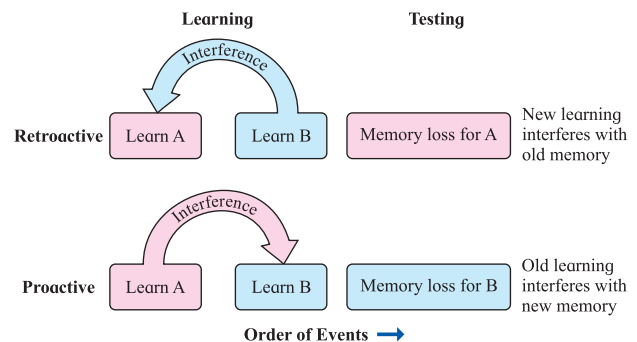 Learning
Testing
Interference
Retroactive
Learn A
Learn B
Memory loss for A
New learning
interferes with
old memory
Interference
Proactive
Learn A
Learn B
Memory loss for B
Old learning
interferes with
new memory
Order of Events